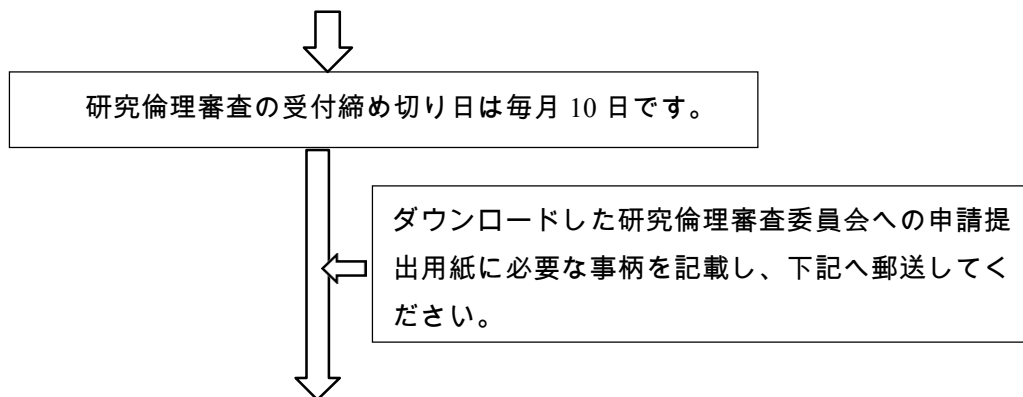 研究倫理審査の受付締め切り日は毎月 10 日です。
ダウンロードした研究倫理審査委員会への申請提
出用紙に必要な事柄を記載し、下記へ郵送してく
ださい。